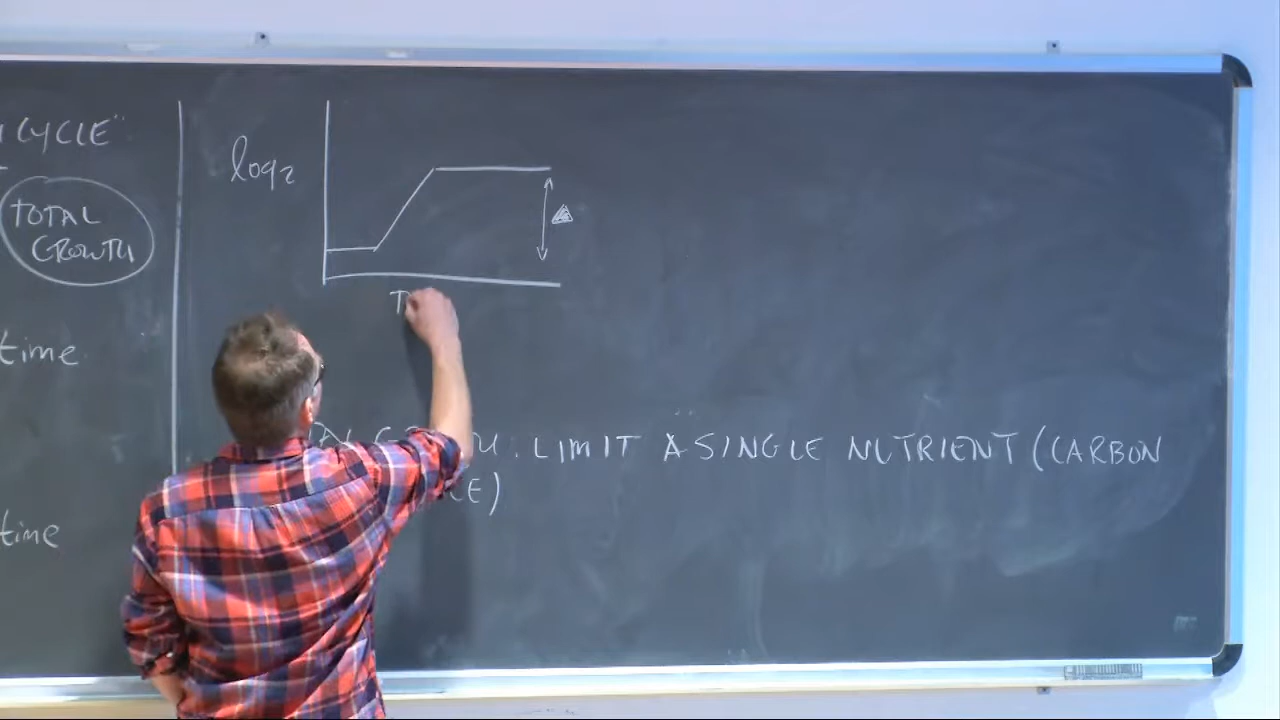 CYCLE"
TOTAL
GROWTH
time
time
log2
LIMIT A SINGLE NUTRIENT (CARBON